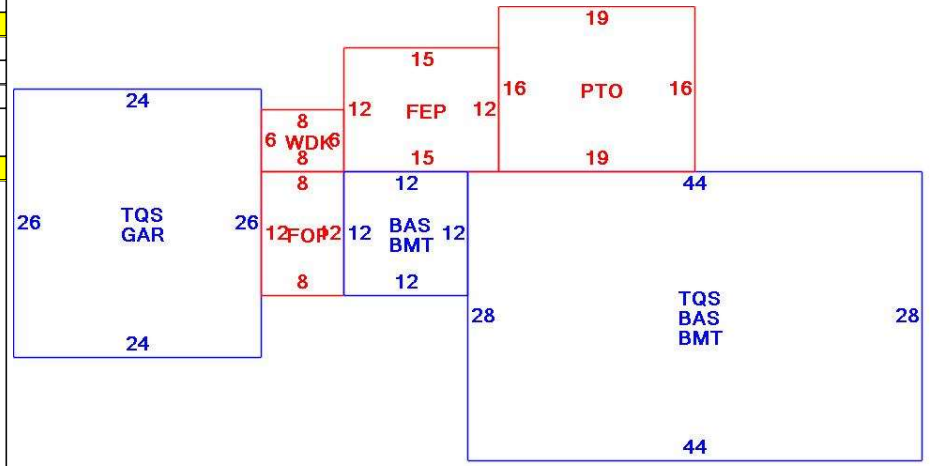 19
15
16 PTO 16
24
12 FEP 12
8
6 WDK 6
8
15
19
8
12
44
26 TQS 26
GAR
12 FOP 12
12 BAS 12
BMT
8
12
28 TQS 28
BAS
BMT
24
44